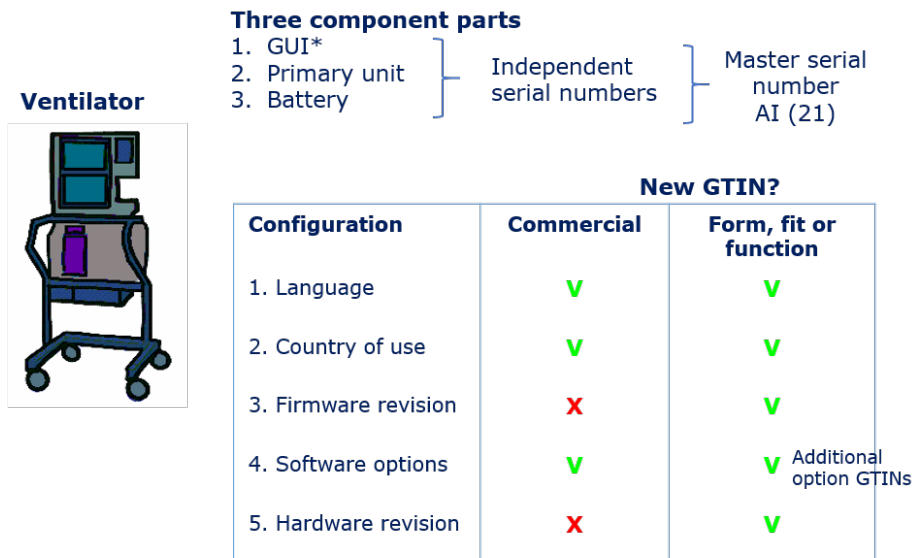 Three component parts
1. GUI*
2. Primary unit
3. Battery
Independent
serial numbers
Master serial
number
AI (21)
Ventilator
New GTIN?
Configuration
Commercial
Form, fit or
function
1. Language V V
2. Country of use V V
3. Firmware revision X V
4. Software options V V Additional
option GTINs
5. Hardware revision X V